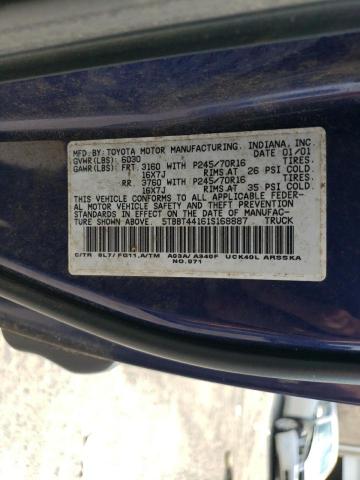 MFD. BY: TOYOTA MOTOR MANUFACTURING, INDIANA, INC.
GVWR(LBS): 6030 DATE 01/01
GAWR(LBS): FRT. 3160 WITH P245/70R16 TIRES,
16X7J RIMS,AT 26 PSI COLD.
RR. 3760 WITH P245/70R16 TIRES,
16X7J RIMS,AT 35 PSI COLD.
THIS VEHICLE CONFORMS TO ALL APPLICABLE FEDER-
AL MOTOR VEHICLE SAFETY AND THEFT PREVENTION
STANDARDS IN EFFECT ON THE DATE OF MANUFAC-
TURE SHOWN ABOVE. 5TBBT44161S168887 TRUCK
C/TR 8L7/ FG11,A/TM A03A/ A340F UCK40L ARSSKA
NO.971